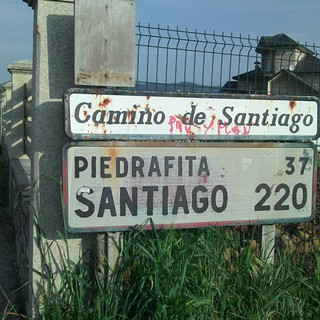 Camino de Santiago
PIEDRAFITA 37
SANTIAGO 220